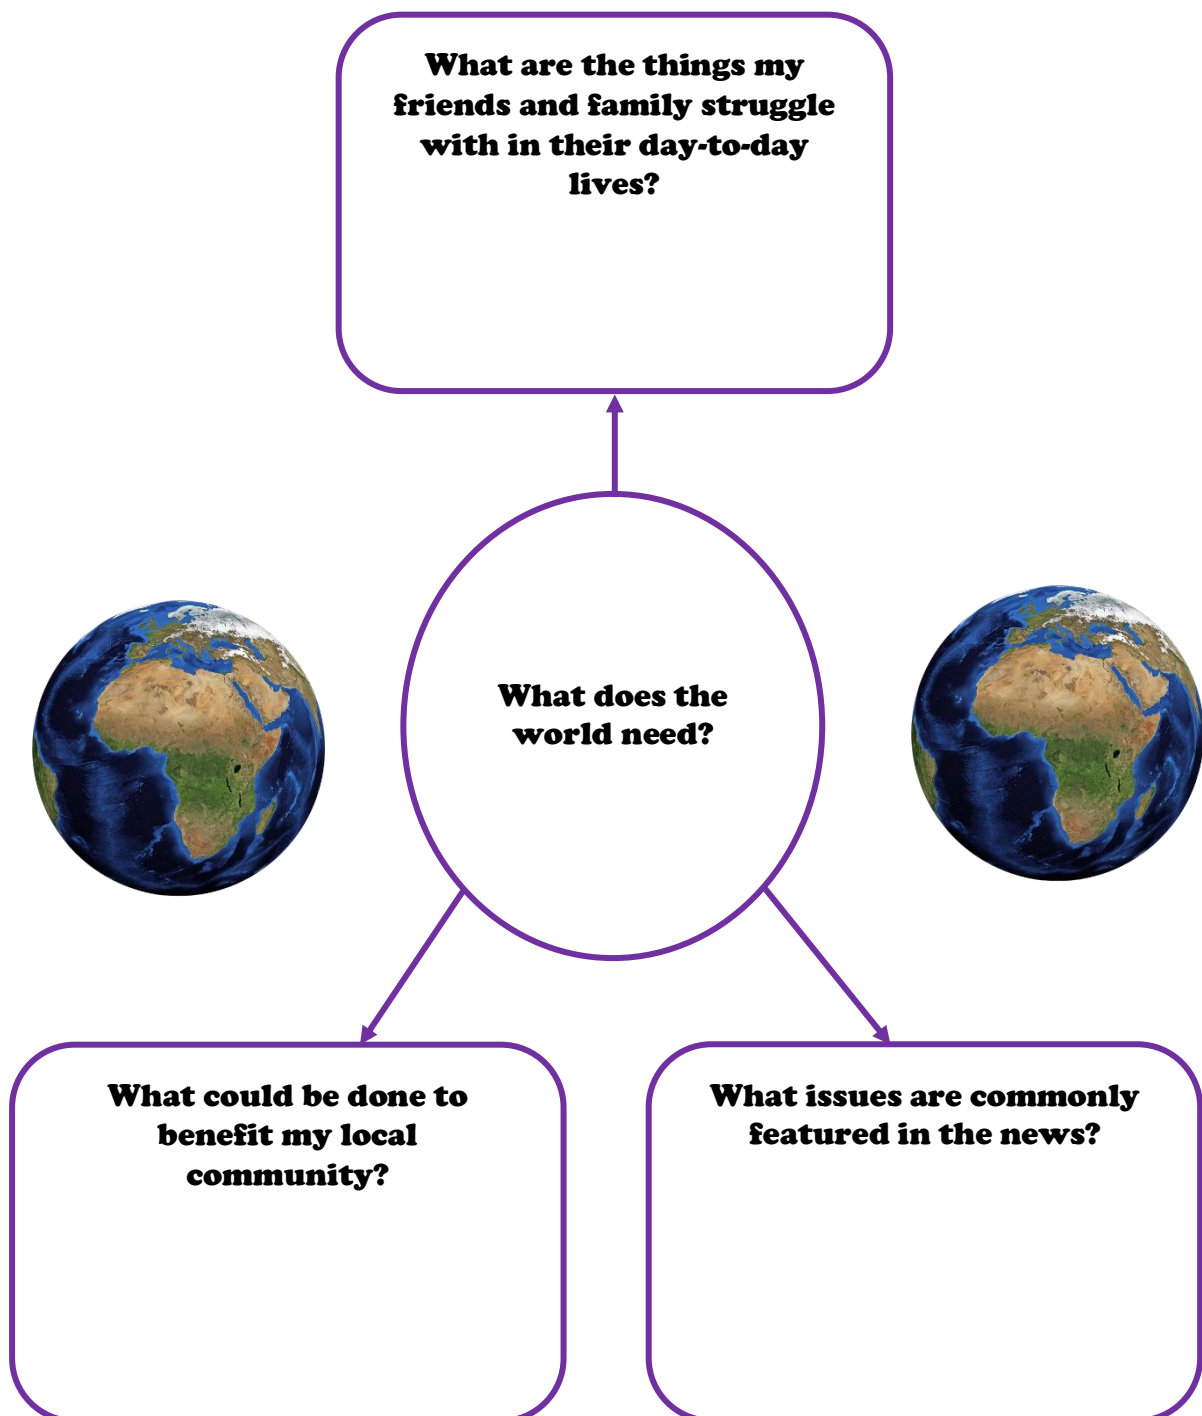 What are the things my
friends and family struggle
with in their day-to-day
lives?
What does the
world need?
What could be done to
benefit my local
community?
What issues are commonly
featured in the news?